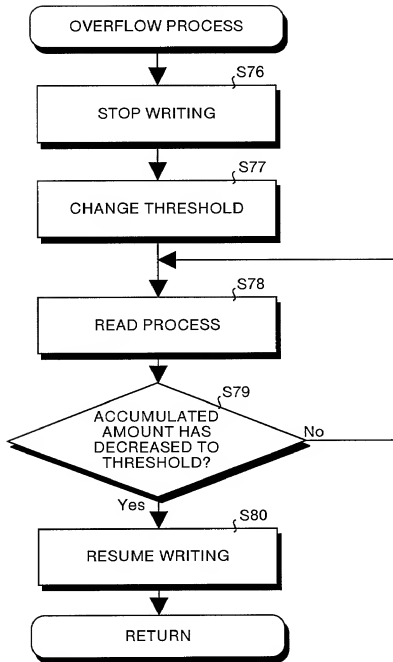 OVERFLOW PROCESS
S76
STOP WRITING
S77
CHANGE THRESHOLD
S78
READ PROCESS
S79
ACCUMULATED
AMOUNT HAS
DECREASED TO
THRESHOLD?
No
Yes
S80
RESUME WRITING
RETURN